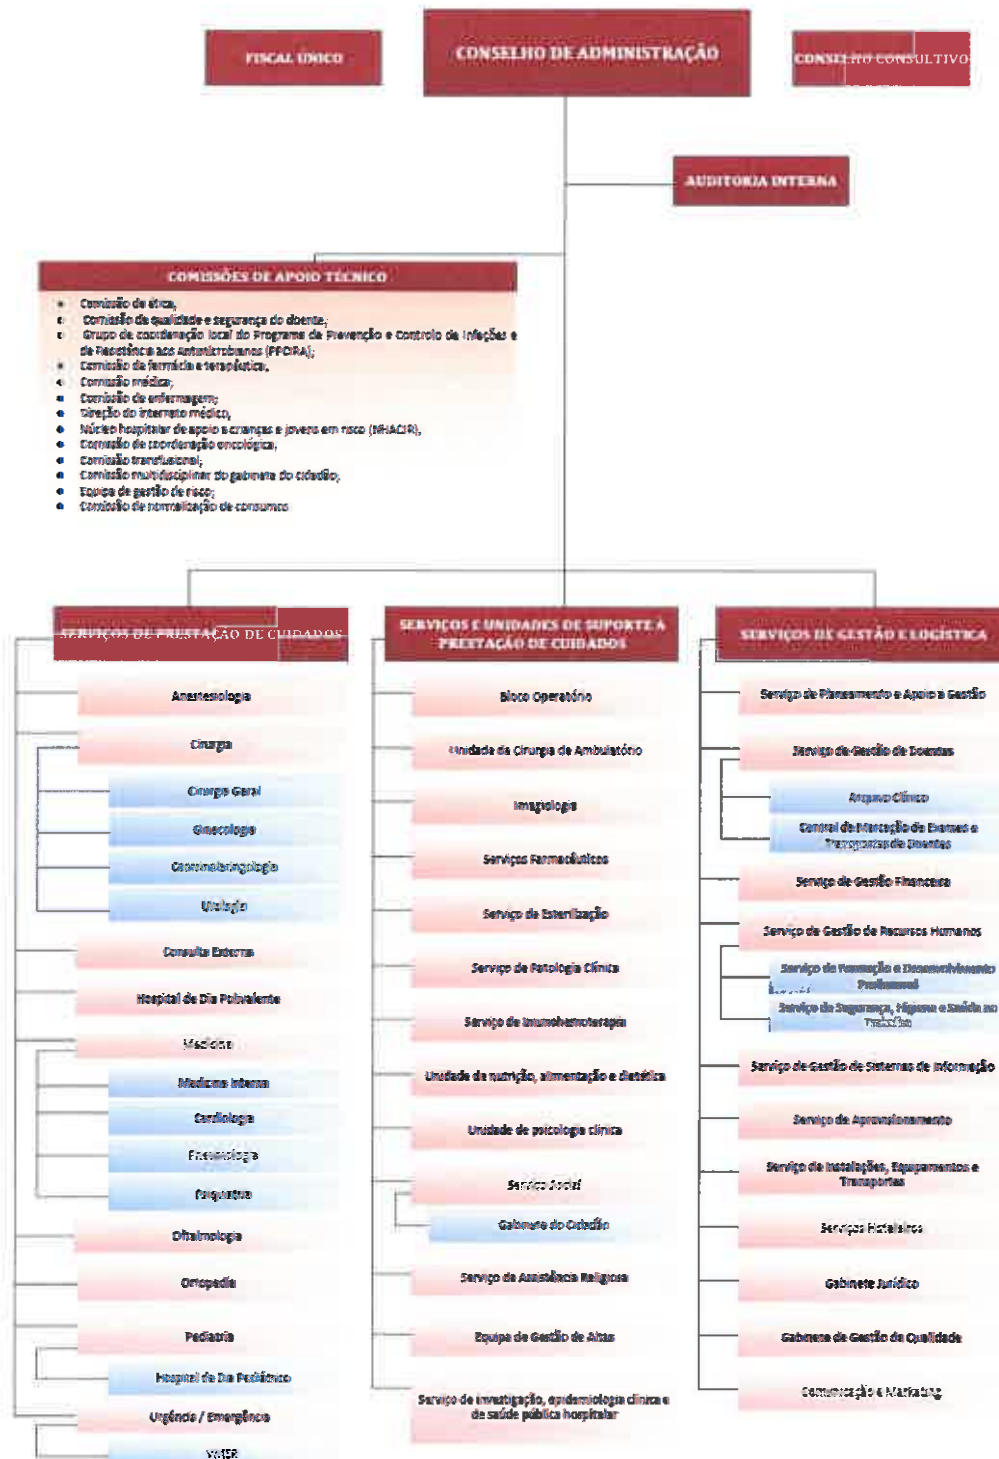 FISCAL ÚNICO
CONSELHO DE ADMINISTRAÇÃO
CONSELHO CONSULTIVO
AUDITORIA INTERNA
COMISSÕES DE APOIO TÉCNICO
Comissão de ética,
Comissão de qualidade e segurança do doente;
Grupo de coordenação local do Programa de Prevenção e Controlo de Infeções e
de Resistência aos Antimicrobianos (PPCIRA);
Comissão de farmácia e terapêutica,
Comissão médica;
Comissão de enfermagem;
Direção do internato médico,
Núcleo hospitalar de apoio a crianças e jovens em risco (NHACJR),
Comissão de coordenação oncológica,
Comissão transfusional;
Comissão multidisciplinar do gabinete do cidadão;
Equipa de gestão de risco;
Comissão de normalização de consumos
SERVIÇOS DE PRESTAÇÃO DE CUIDADOS
Anestesiologia
Cirurgia
Cirurgia Geral
Ginecologia
Otorrinolaringologia
Urologia
Consulta Externa
Hospital de Dia Polivalente
Medicina
Medicina Interna
Cardiologia
Pneumologia
Psiquiatria
Oftalmologia
Ortopedia
Pediatria
Hospital de Dia Pediátrico
Urgência / Emergência
VMER
SERVIÇOS E UNIDADES DE SUPORTE À
PRESTAÇÃO DE CUIDADOS
Bloco Operatório
Unidade de Cirurgia de Ambulatório
Imagiologia
Serviços Farmacêuticos
Serviço de Esterilização
Serviço de Patologia Clínica
Serviço de Imunohemoterapia
Unidade de nutrição, alimentação e dietética
Unidade de psicologia clínica
Serviço Social
Gabinete do Cidadão
Serviço de Assistência Religiosa
Equipa de Gestão de Altas
Serviço de investigação, epidemiologia clínica e
de saúde pública hospitalar
SERVIÇOS DE GESTÃO E LOGÍSTICA
Serviço de Planeamento e Apoio à Gestão
Serviço de Gestão de Doentes
Arquivo Clínico
Central de Marcação de Exames e
Transportes de Doentes
Serviço de Gestão Financeira
Serviço de Gestão de Recursos Humanos
Serviço de Formação e Desenvolvimento
Profissional
Serviço de Segurança, Higiene e Saúde no
Trabalho
Serviço de Gestão de Sistemas de Informação
Serviço de Aprovisionamento
Serviço de Instalações, Equipamentos e
Transportes
Serviços Hoteleiros
Gabinete Jurídico
Gabinete de Gestão da Qualidade
Comunicação e Marketing